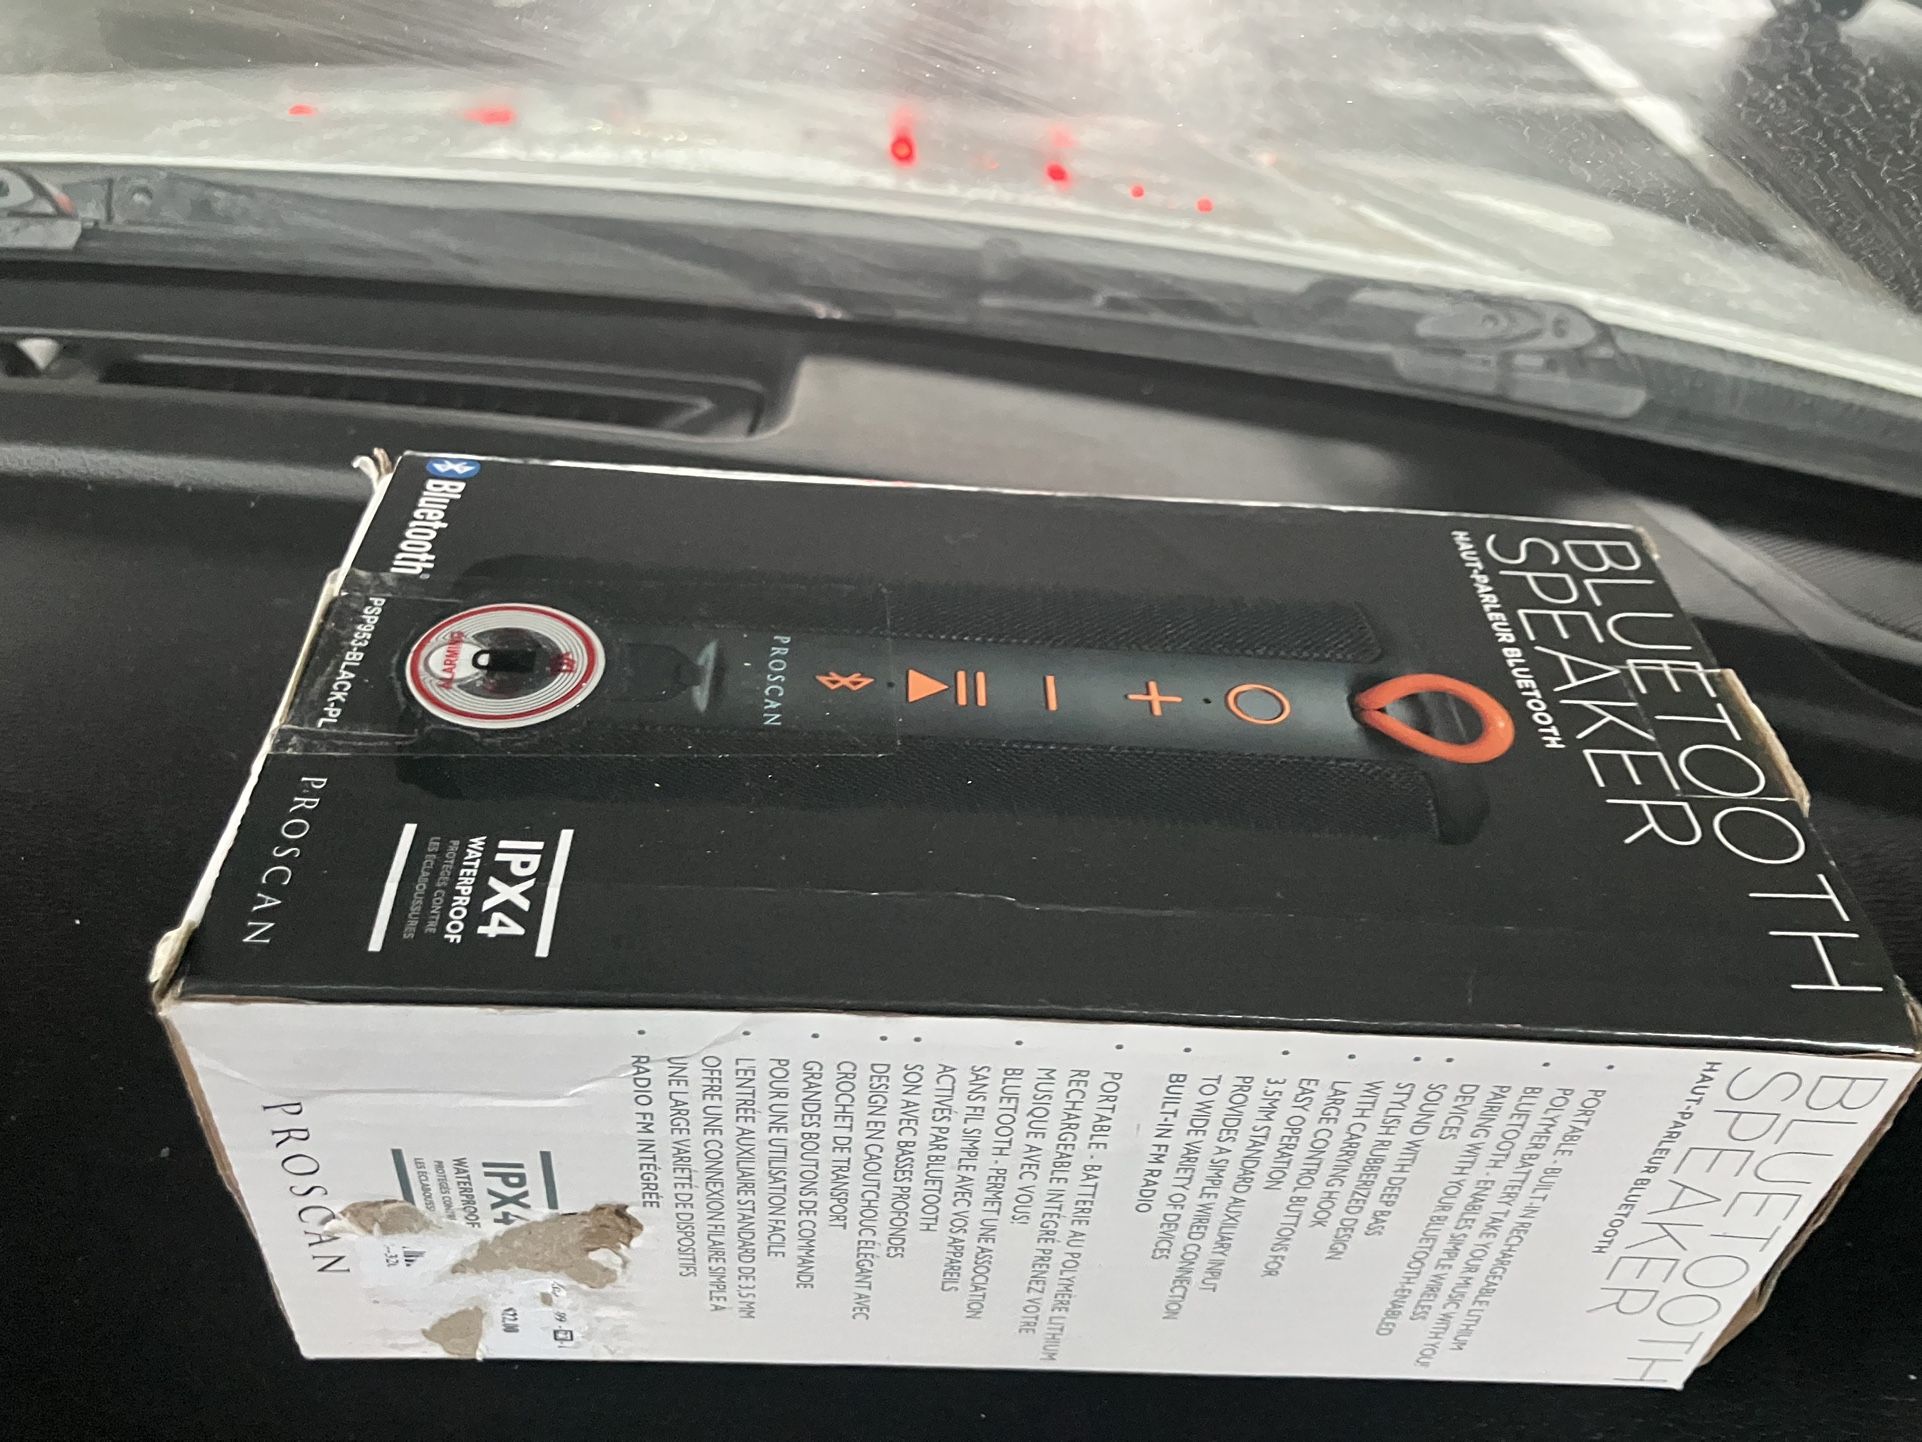 BLUETOOTH
SPEAKER
HAUT-PARLEUR BLUETOOTH
PROSCAN
ALARM
Bluetooth®
PSP953-BLACK-PL
IPX4
WATERPROOF
PROTÉGÉS CONTRE
LES ÉCLABOUSSURES
PROSCAN
BLUETOOTH
SPEAKER
HAUT-PARLEUR BLUETOOTH
• PORTABLE - BUILT-IN RECHARGEABLE LITHIUM
POLYMER BATTERY TAKE YOUR MUSIC WITH YOU!
• BLUETOOTH - ENABLES SIMPLE WIRELESS
PAIRING WITH YOUR BLUETOOTH-ENABLED
DEVICES
• SOUND WITH DEEP BASS
• STYLISH RUBBERIZED DESIGN
WITH CARRYING HOOK
• LARGE CONTROL BUTTONS FOR
EASY OPERATION
• 3.5MM STANDARD AUXILIARY INPUT
PROVIDES A SIMPLE WIRED CONNECTION
TO WIDE VARIETY OF DEVICES
• BUILT-IN FM RADIO
• PORTABLE - BATTERIE AU POLYMÈRE LITHIUM
RECHARGEABLE INTÉGRÉ PRENEZ VOTRE
MUSIQUE AVEC VOUS!
• BLUETOOTH - PERMET UNE ASSOCIATION
SANS FIL SIMPLE AVEC VOS APPAREILS
ACTIVÉS PAR BLUETOOTH
• SON AVEC BASSES PROFONDES
• DESIGN EN CAOUTCHOUC ÉLÉGANT AVEC
CROCHET DE TRANSPORT
• GRANDES BOUTONS DE COMMANDE
POUR UNE UTILISATION FACILE
• L'ENTRÉE AUXILIAIRE STANDARD DE 3,5 MM
OFFRE UNE CONNEXION FILAIRE SIMPLE À
UNE LARGE VARIÉTÉ DE DISPOSITIFS
• RADIO FM INTÉGRÉE
IPX4
WATERPROOF
PROTÉGÉS
LES
PROSCAN